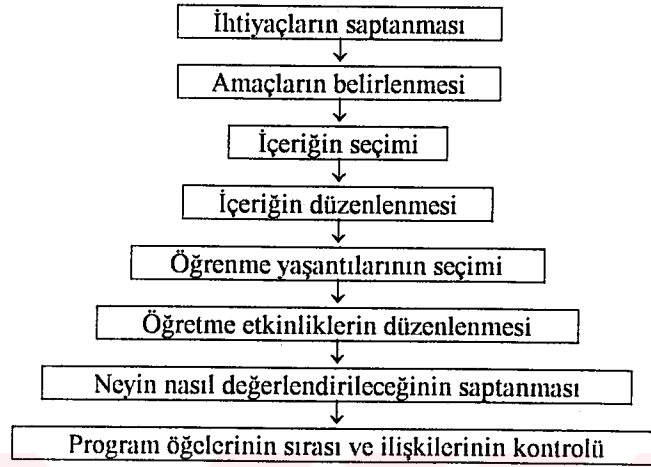 İhtiyaçların saptanması
Amaçların belirlenmesi
İçeriğin seçimi
İçeriğin düzenlenmesi
Öğrenme yaşantılarının seçimi
Öğretme etkinliklerin düzenlenmesi
Neyin nasıl değerlendirileceğinin saptanması
Program öğelerinin sırası ve ilişkilerinin kontrolü